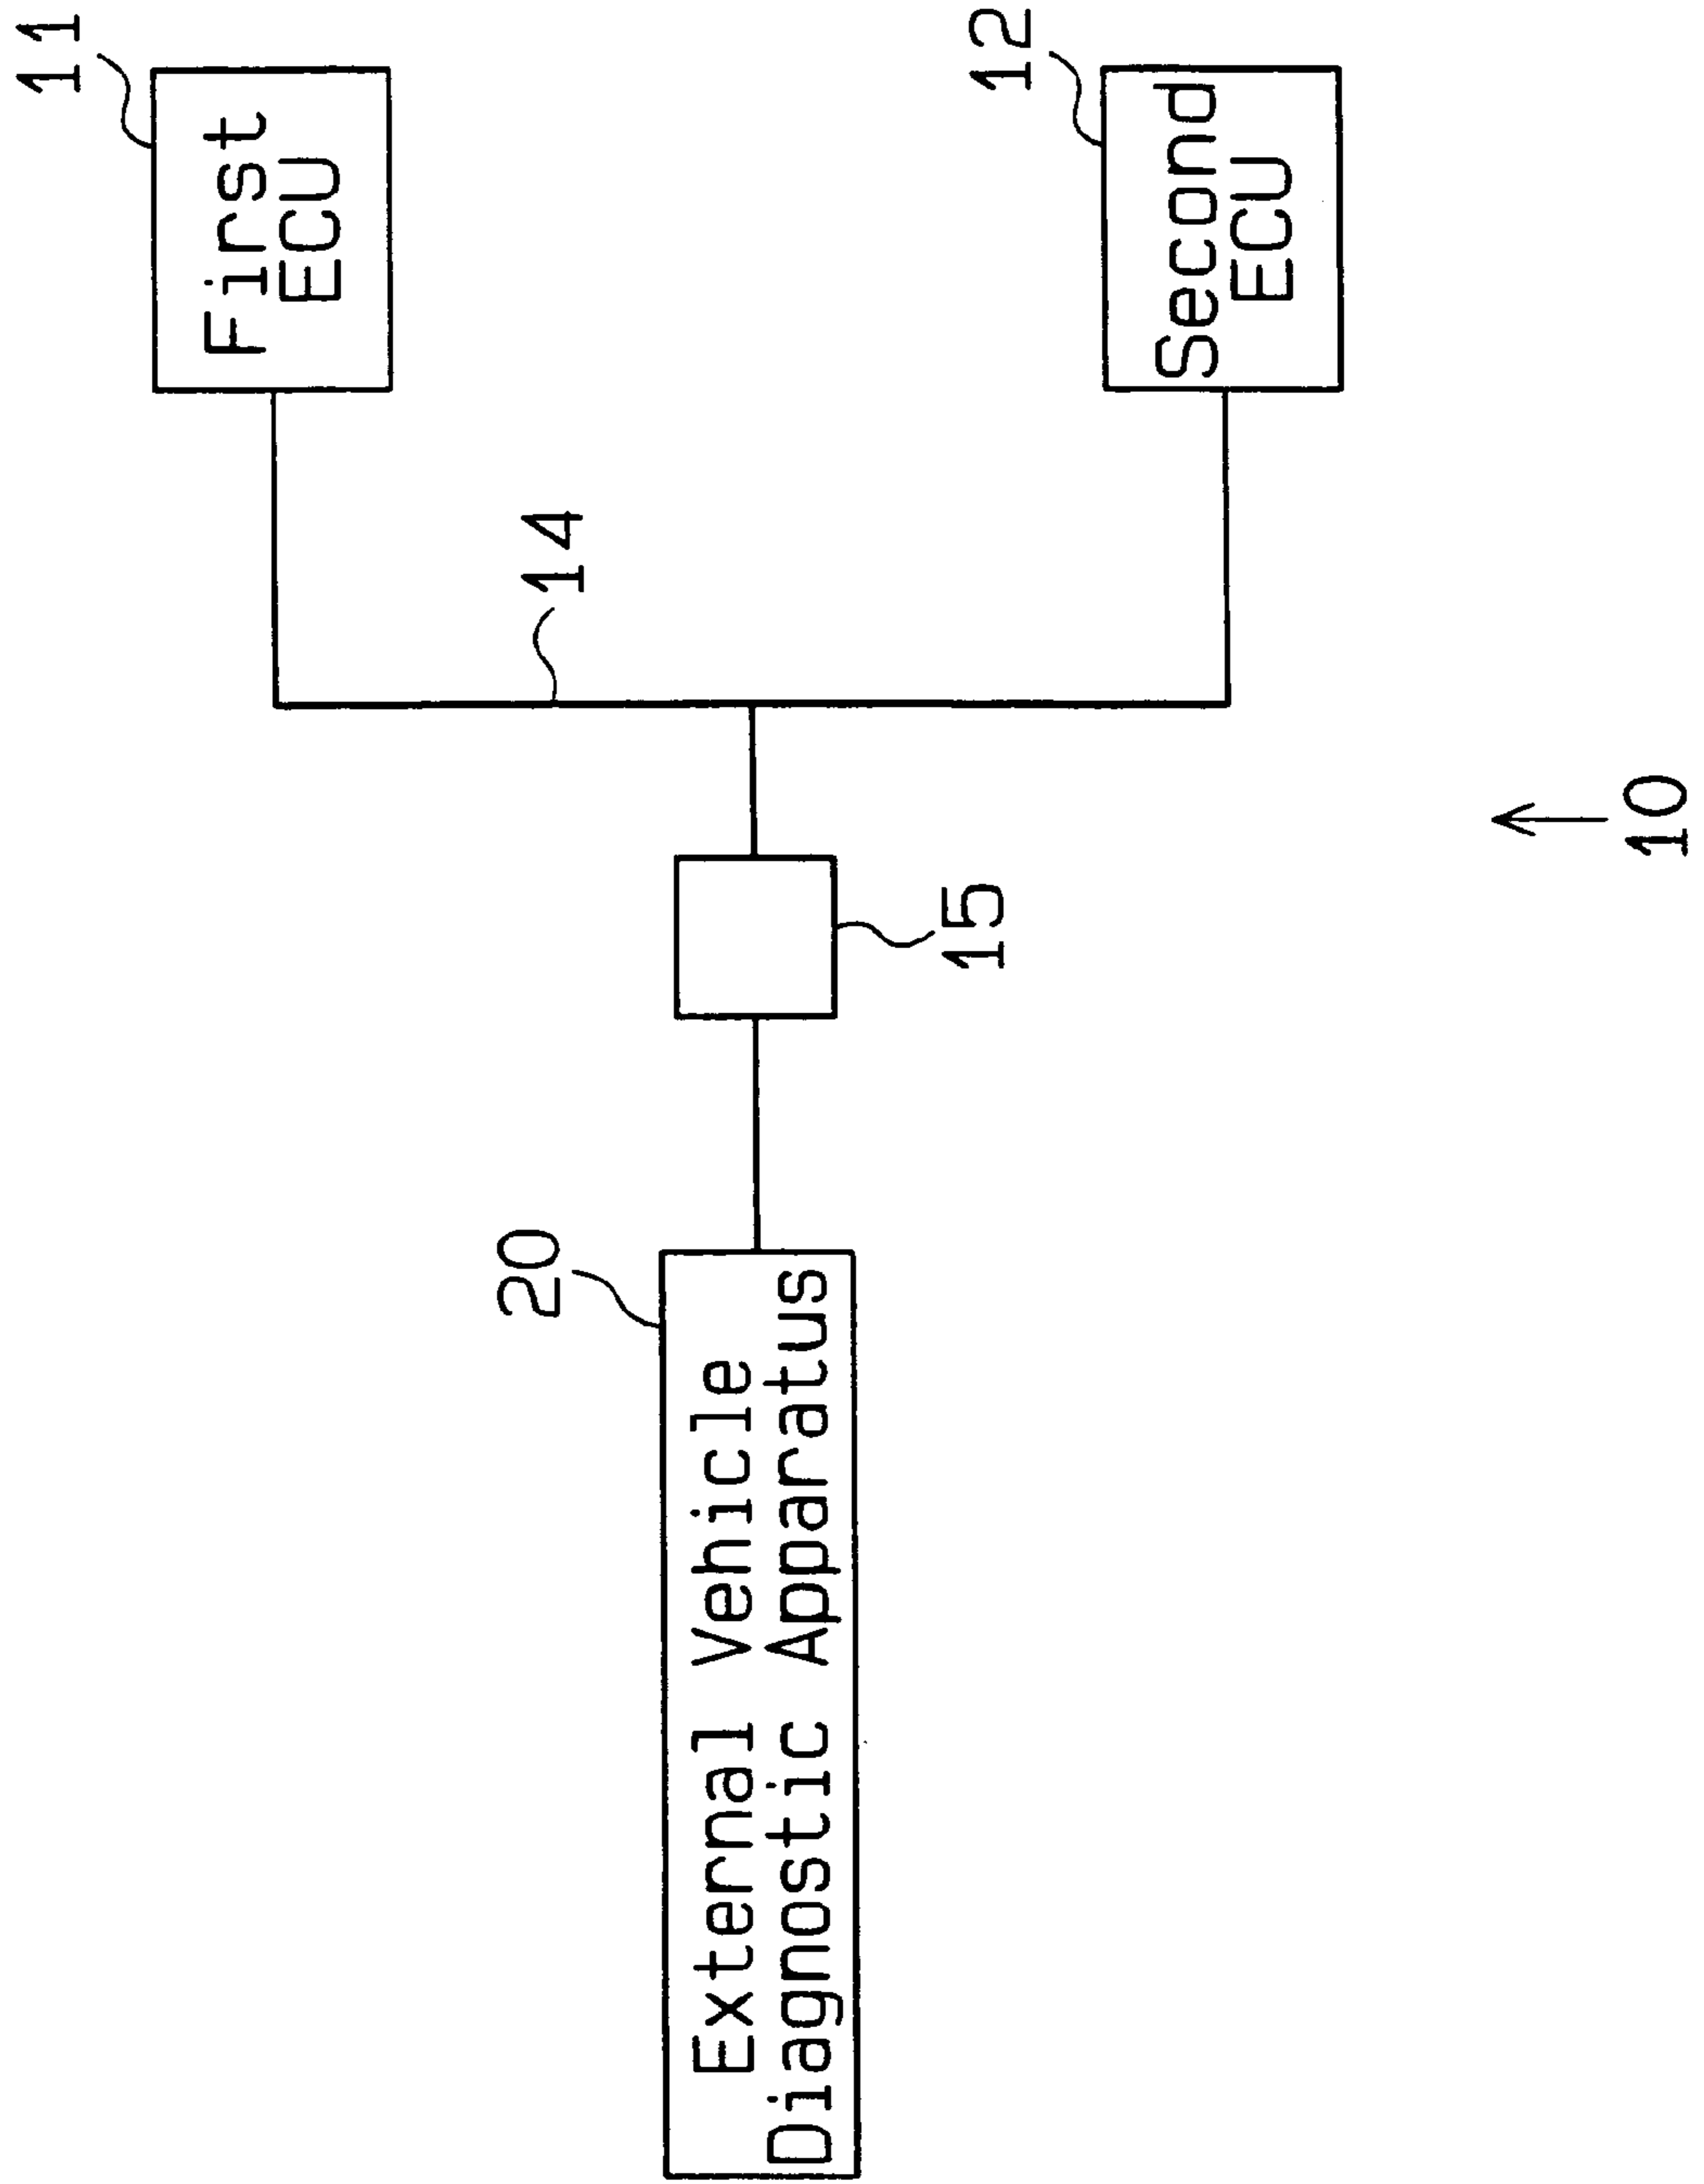 11
First
ECU
12
Second
ECU
14
15
10
20
External Vehicle
Diagnostic Apparatus